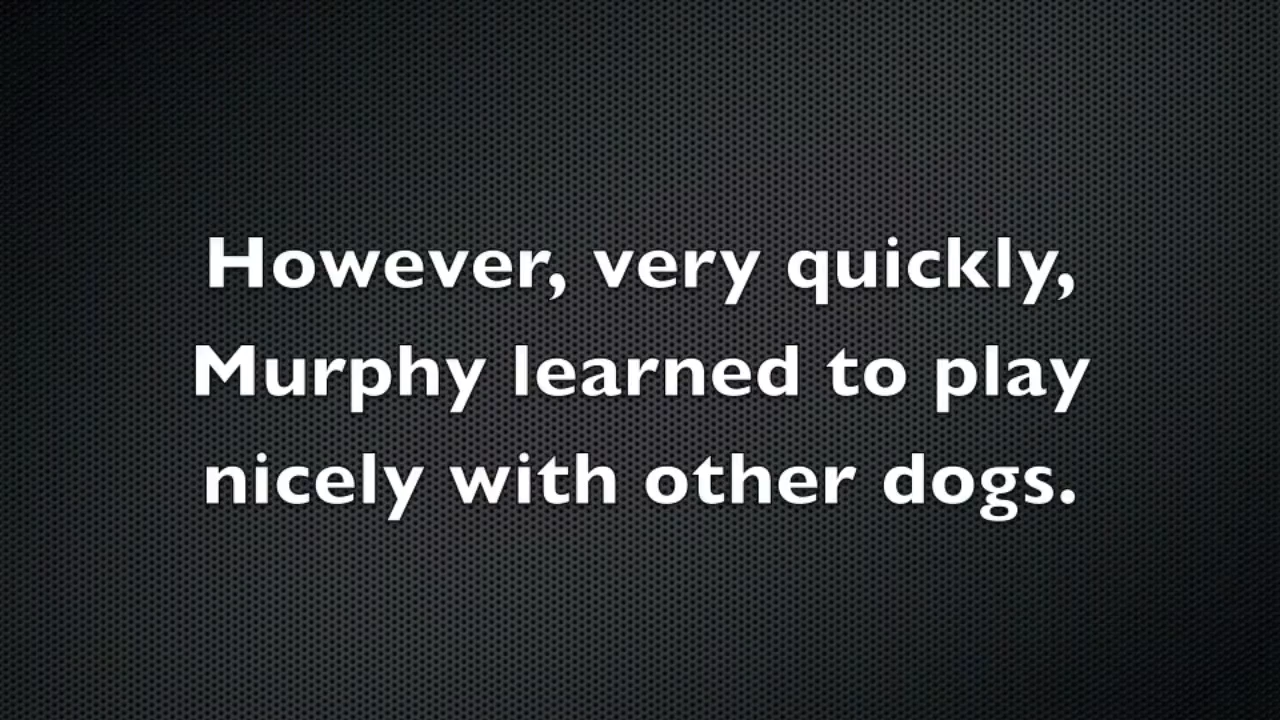 However, very quickly,
Murphy learned to play
nicely with other dogs.